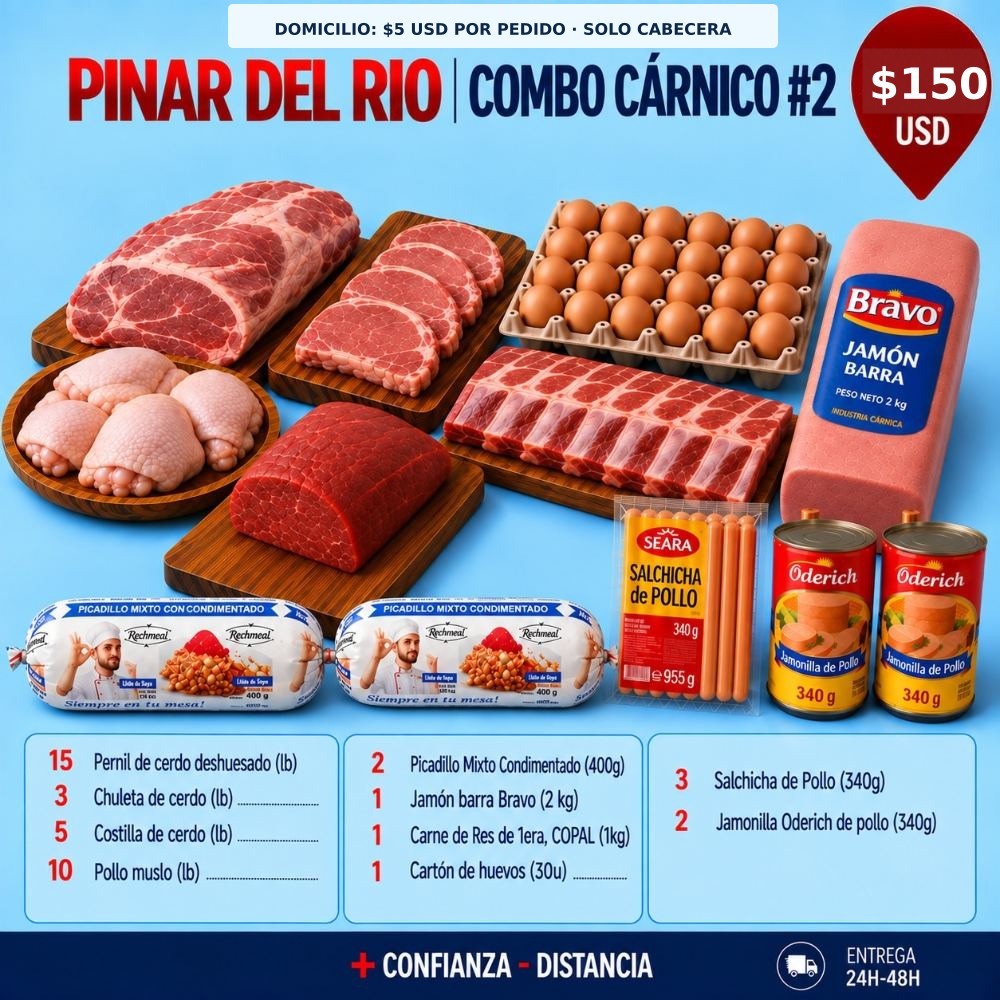 DOMICILIO: $5 USD POR PEDIDO · SOLO CABECERA
PINAR DEL RIO | COMBO CÁRNICO #2
$150
USD
Bravo
JAMÓN
BARRA
PESO NETO 2 kg
INDUSTRIA CÁRNICA
SEARA
SALCHICHA
de POLLO
340 g
955 g
Oderich
Jamonilla de Pollo
340 g
Oderich
Jamonilla de Pollo
340 g
PICADILLO MIXTO CON CONDIMENTADO
Rechmeal
Rechmeal
400 g
Siempre en tu mesa!
PICADILLO MIXTO CONDIMENTADO
Rechmeal
Rechmeal
400 g
Siempre en tu mesa!
15 Pernil de cerdo deshuesado (lb)
3 Chuleta de cerdo (lb)
5 Costilla de cerdo (lb)
10 Pollo muslo (lb)
2 Picadillo Mixto Condimentado (400g)
1 Jamón barra Bravo (2 kg)
1 Carne de Res de 1era, COPAL (1kg)
1 Cartón de huevos (30u)
3 Salchicha de Pollo (340g)
2 Jamonilla Oderich de pollo (340g)
+ CONFIANZA - DISTANCIA
ENTREGA
24H-48H